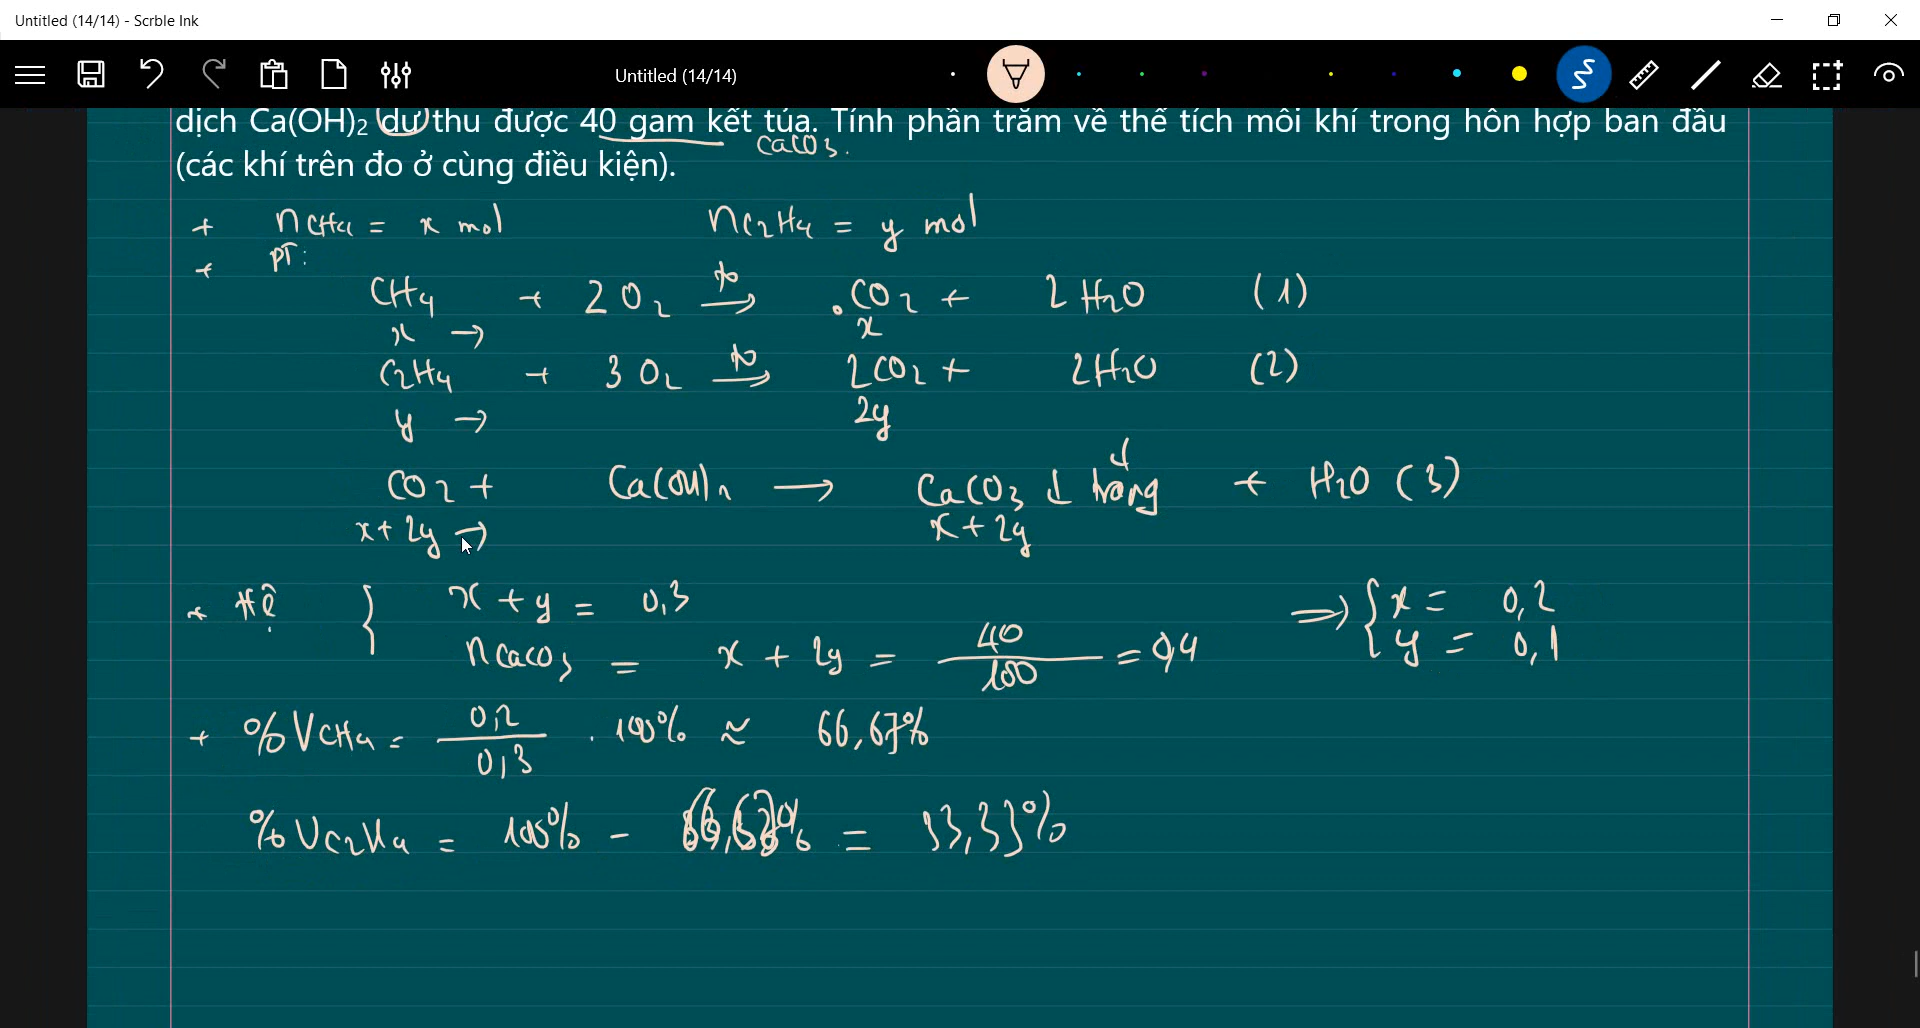 Untitled (14/14) - Scrble Ink
Untitled (14/14)
dịch Ca(OH)₂ dư thu được 40 gam kết tủa. Tính phần trăm về thể tích mỗi khí trong hỗn hợp ban đầu
CaCO3.
(các khí trên đo ở cùng điều kiện).
+ nCH4 = x mol nC2H4 = y mol
+ PT:
CH4 + 2O2 →(t°) CO2 + 2H2O (1)
x → x
C2H4 + 3O2 →(t°) 2CO2 + 2H2O (2)
y → 2y
CO2 + Ca(OH)2 → CaCO3 ↓ trắng + H2O (3)
x + 2y → x + 2y
+ Hệ { x + y = 0,3 ⇒ { x = 0,2
nCaCO3 = x + 2y = 40/100 = 0,4 y = 0,1
+ %VCH4 = 0,2/0,3 . 100% ≈ 66,67%
%VC2H4 = 100% - 66,67% = 33,33%